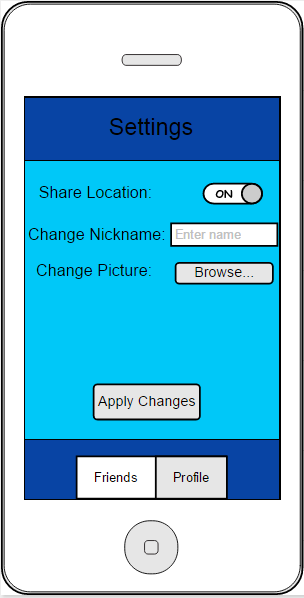 Settings
Share Location: ON
Change Nickname: Enter name
Change Picture: Browse...
Apply Changes
Friends Profile